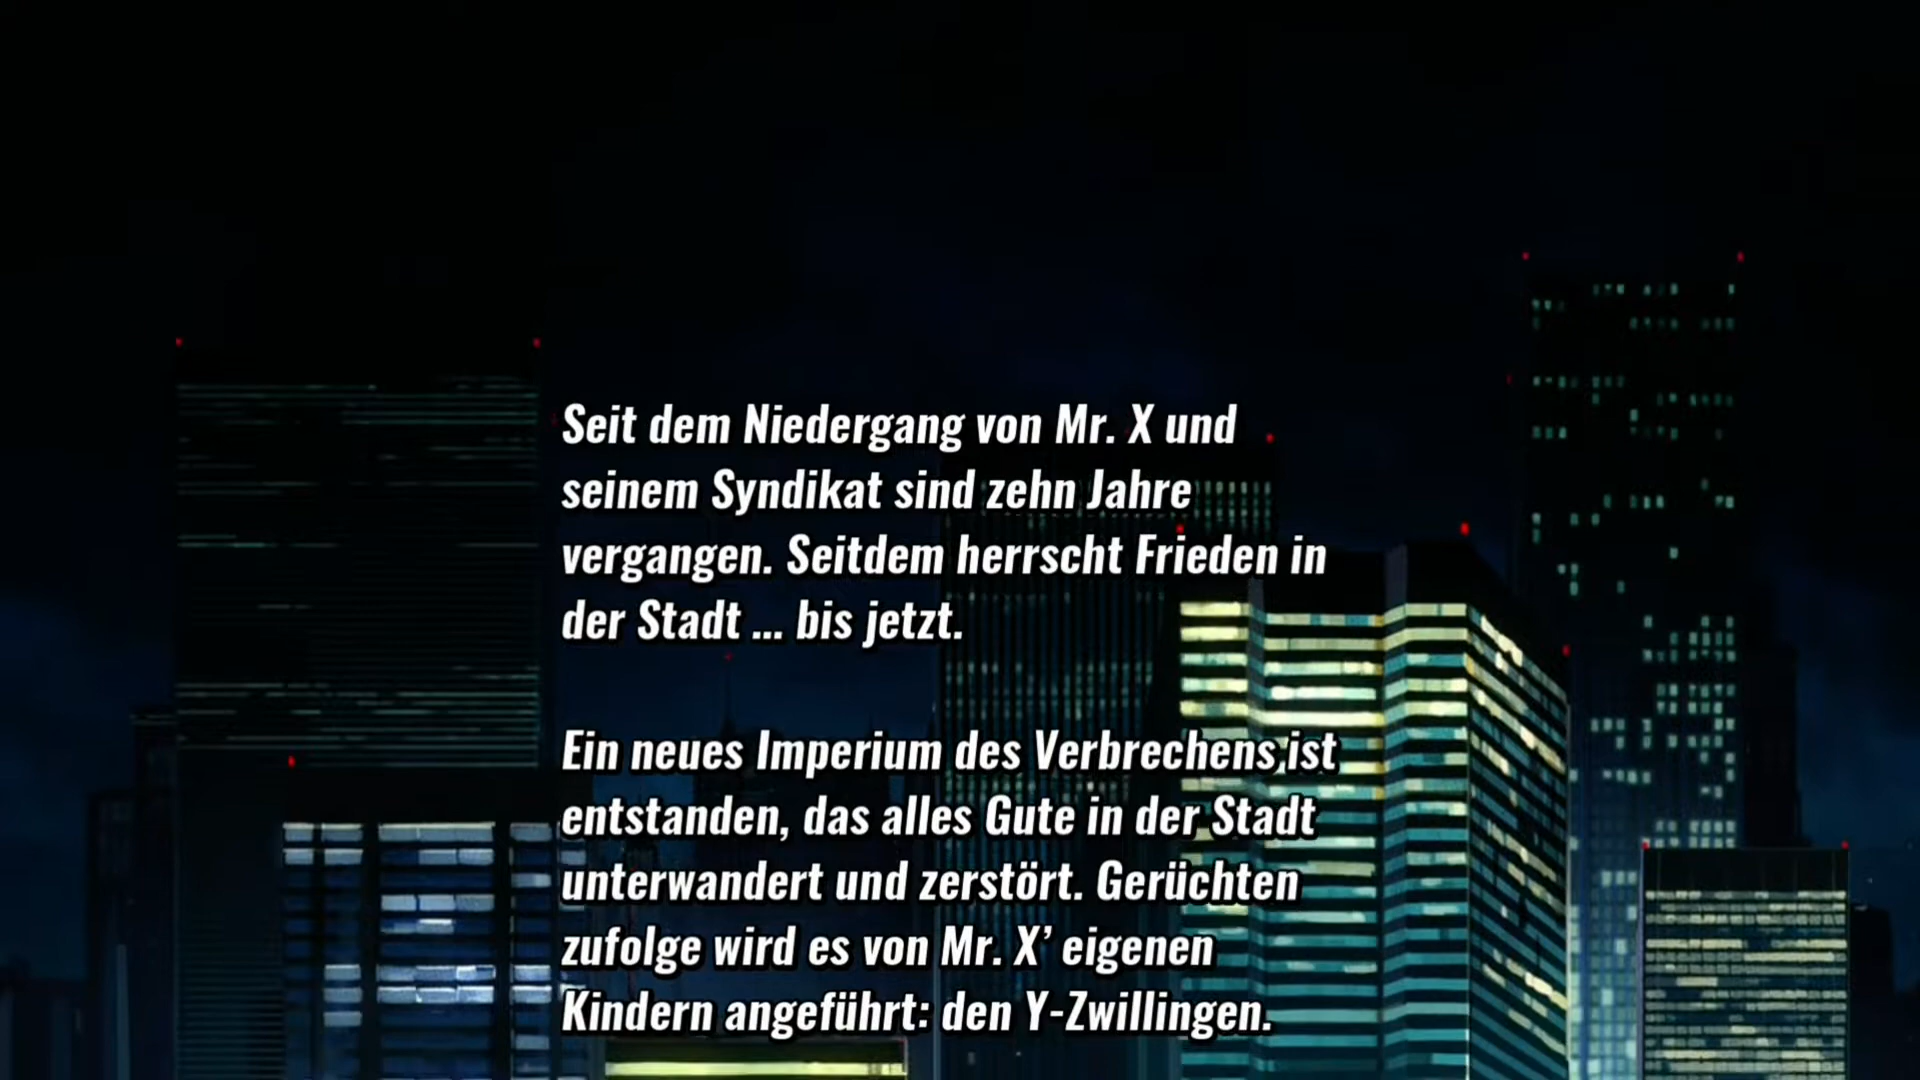 Seit dem Niedergang von Mr. X und
seinem Syndikat sind zehn Jahre
vergangen. Seitdem herrscht Frieden in
der Stadt ... bis jetzt.
Ein neues Imperium des Verbrechens ist
entstanden, das alles Gute in der Stadt
unterwandert und zerstört. Gerüchten
zufolge wird es von Mr. X’ eigenen
Kindern angeführt: den Y-Zwillingen.